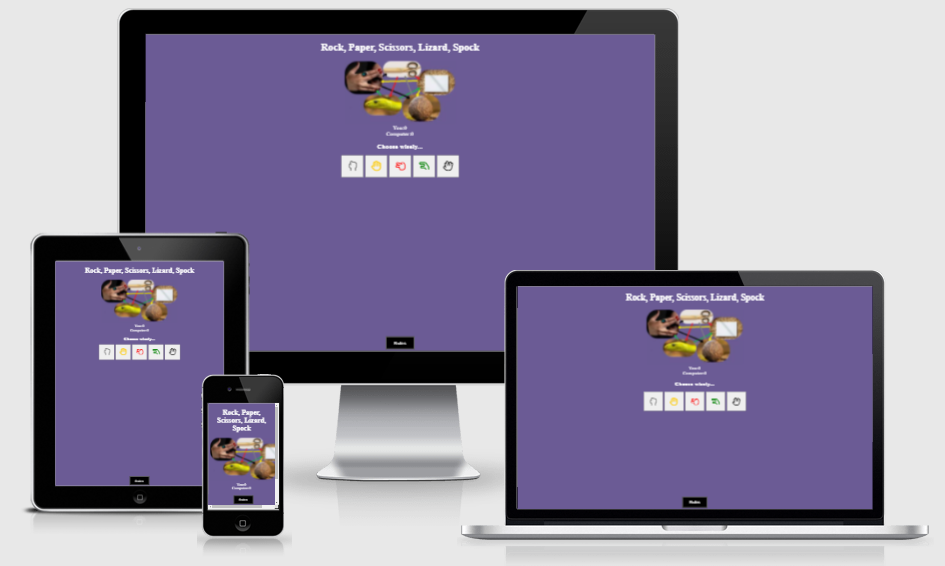 Rock, Paper, Scissors, Lizard, Spock
You:0
Computer:0
Choose wisely...
Rules
Rock, Paper, Scissors, Lizard, Spock
You:0
Computer:0
Choose wisely...
Rules
Rock, Paper,
Scissors, Lizard,
Spock
You:0
Computer:0
Rules
Rock, Paper, Scissors, Lizard, Spock
You:0
Computer:0
Choose wisely...
Rules